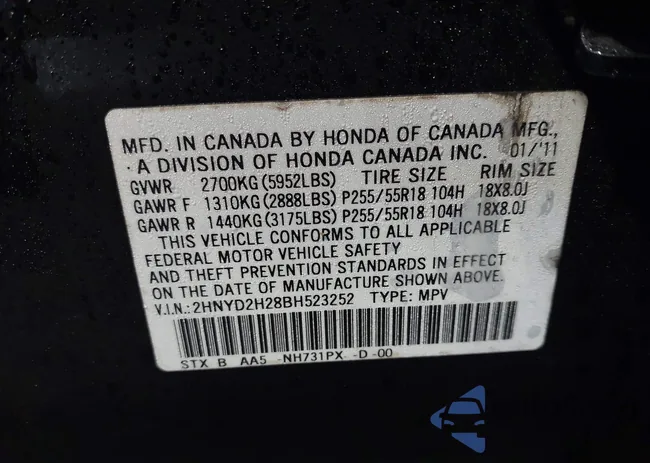 MFD. IN CANADA BY HONDA OF CANADA MFG.,
A DIVISION OF HONDA CANADA INC. 01/'11
GVWR 2700KG(5952LBS) TIRE SIZE RIM SIZE
GAWR F 1310KG(2888LBS) P255/55R18 104H 18X8.0J
GAWR R 1440KG(3175LBS) P255/55R18 104H 18X8.0J
THIS VEHICLE CONFORMS TO ALL APPLICABLE
FEDERAL MOTOR VEHICLE SAFETY
AND THEFT PREVENTION STANDARDS IN EFFECT
ON THE DATE OF MANUFACTURE SHOWN ABOVE.
V.I.N.: 2HNYD2H28BH523252 TYPE: MPV
STX B AA5 -NH731PX -D-00